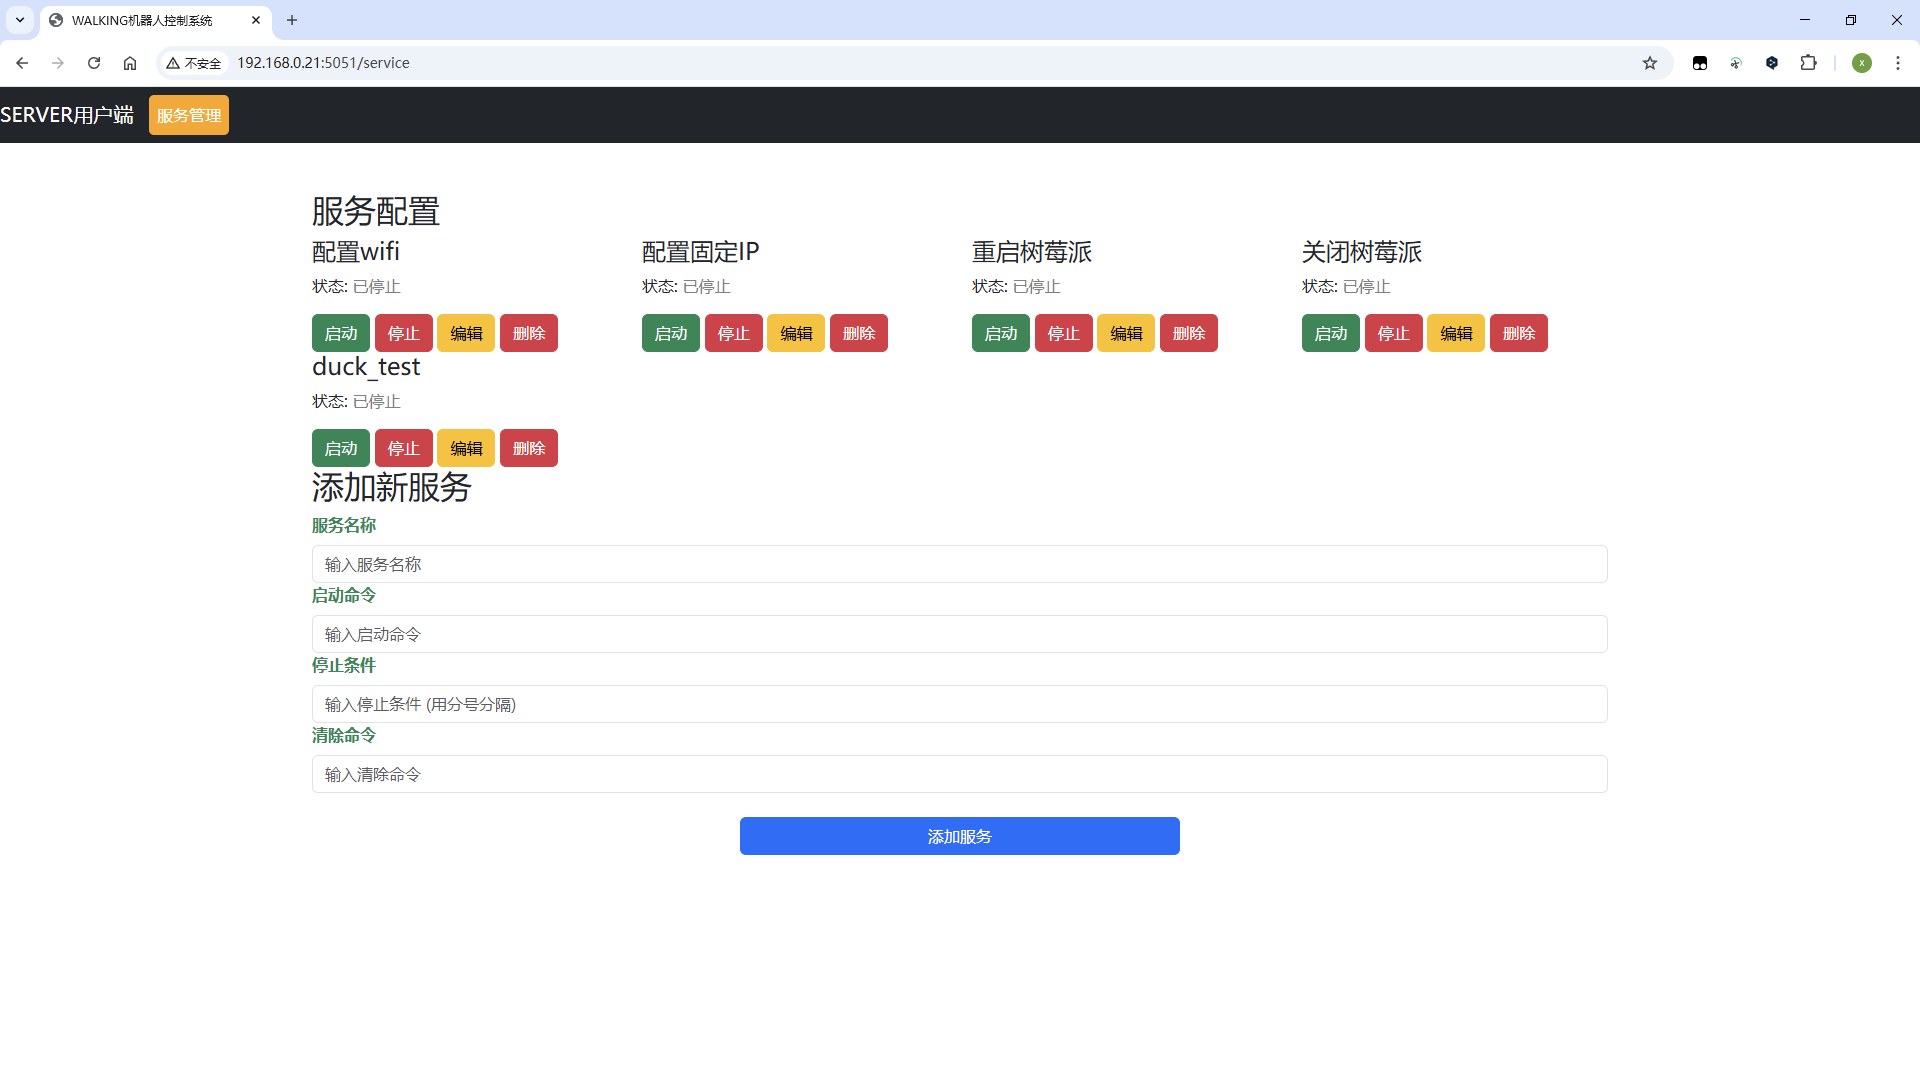 WALKING机器人控制系统
不安全
192.168.0.21:5051/service
X
SERVER用户端
服务管理
服务配置
配置wifi
状态: 已停止
启动 停止 编辑 删除
配置固定IP
状态: 已停止
启动 停止 编辑 删除
重启树莓派
状态: 已停止
启动 停止 编辑 删除
关闭树莓派
状态: 已停止
启动 停止 编辑 删除
duck_test
状态: 已停止
启动 停止 编辑 删除
添加新服务
服务名称
输入服务名称
启动命令
输入启动命令
停止条件
输入停止条件 (用分号分隔)
清除命令
输入清除命令
添加服务